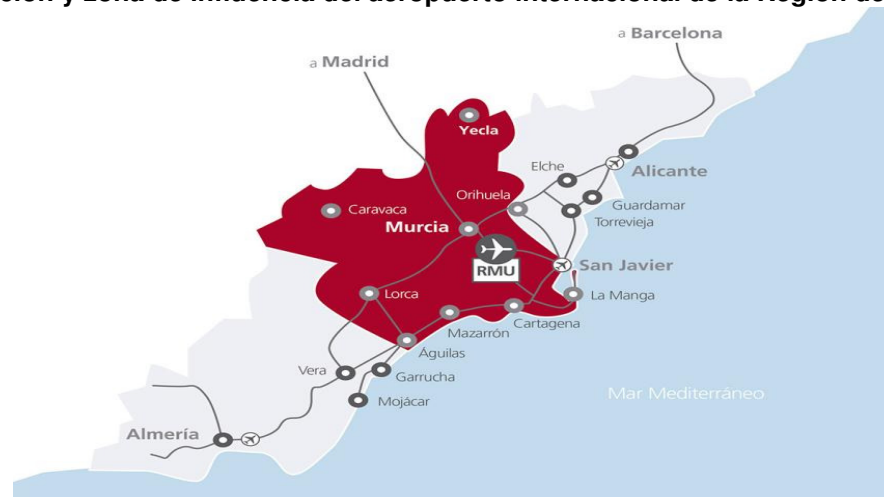 y zona de influencia del aeropuerto internacional de la Región
a Barcelona
a Madrid
Yecla
Elche
Alicante
Orihuela
Caravaca
Guardamar
Murcia
Torrevieja
RMU
San Javier
Lorca
La Manga
Cartagena
Mazarrón
Águilas
Vera
Garrucha
Mar Mediterráneo
Mojácar
Almería